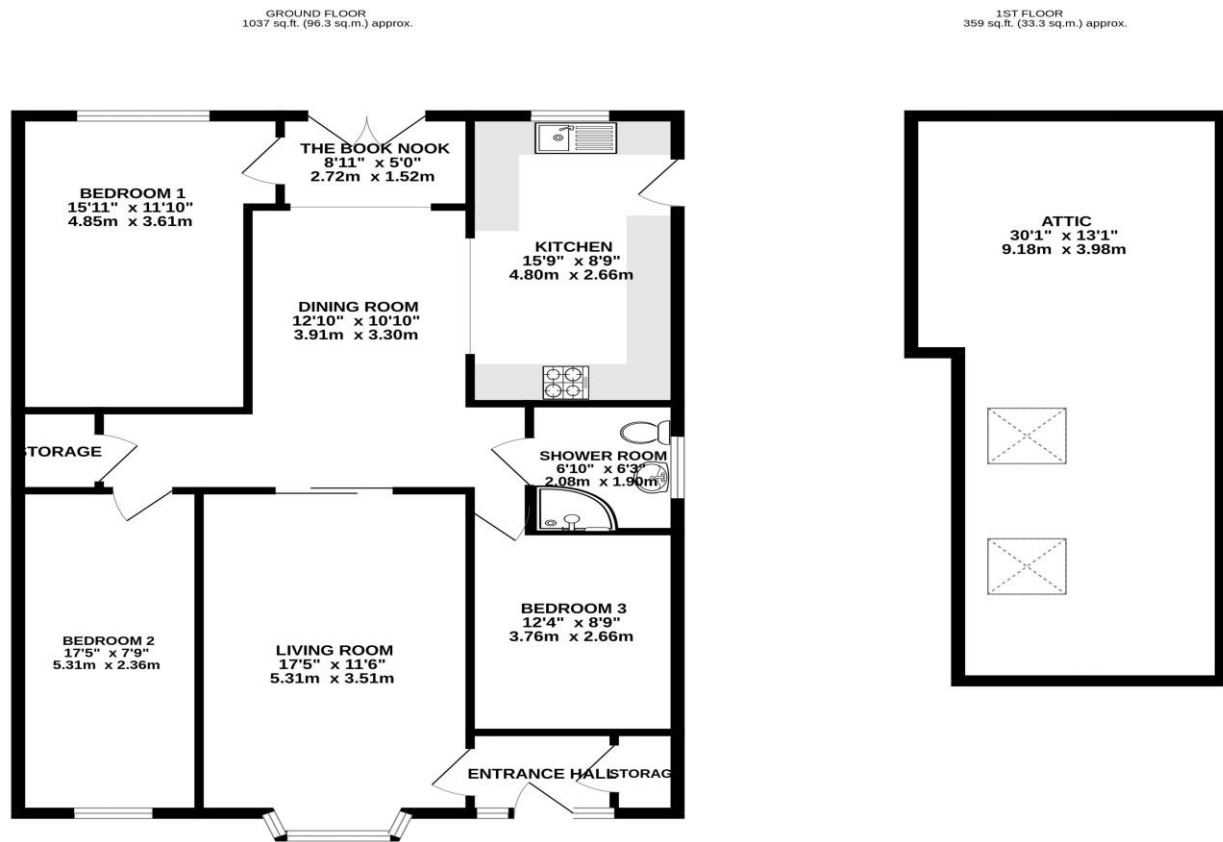 GROUND FLOOR
1037 sq.ft. (96.3 sq.m.) approx.
1ST FLOOR
359 sq.ft. (33.3 sq.m.) approx.
THE BOOK NOOK
8'11" x 5'0"
2.72m x 1.52m
BEDROOM 1
15'11" x 11'10"
4.85m x 3.61m
KITCHEN
15'9" x 8'9"
4.80m x 2.66m
ATTIC
30'1" x 13'1"
9.18m x 3.98m
DINING ROOM
12'10" x 10'10"
3.91m x 3.30m
STORAGE
SHOWER ROOM
6'10" x 6'3"
2.08m x 1.90m
BEDROOM 2
17'5" x 7'9"
5.31m x 2.36m
LIVING ROOM
17'5" x 11'6"
5.31m x 3.51m
BEDROOM 3
12'4" x 8'9"
3.76m x 2.66m
ENTRANCE HALL
STORAG